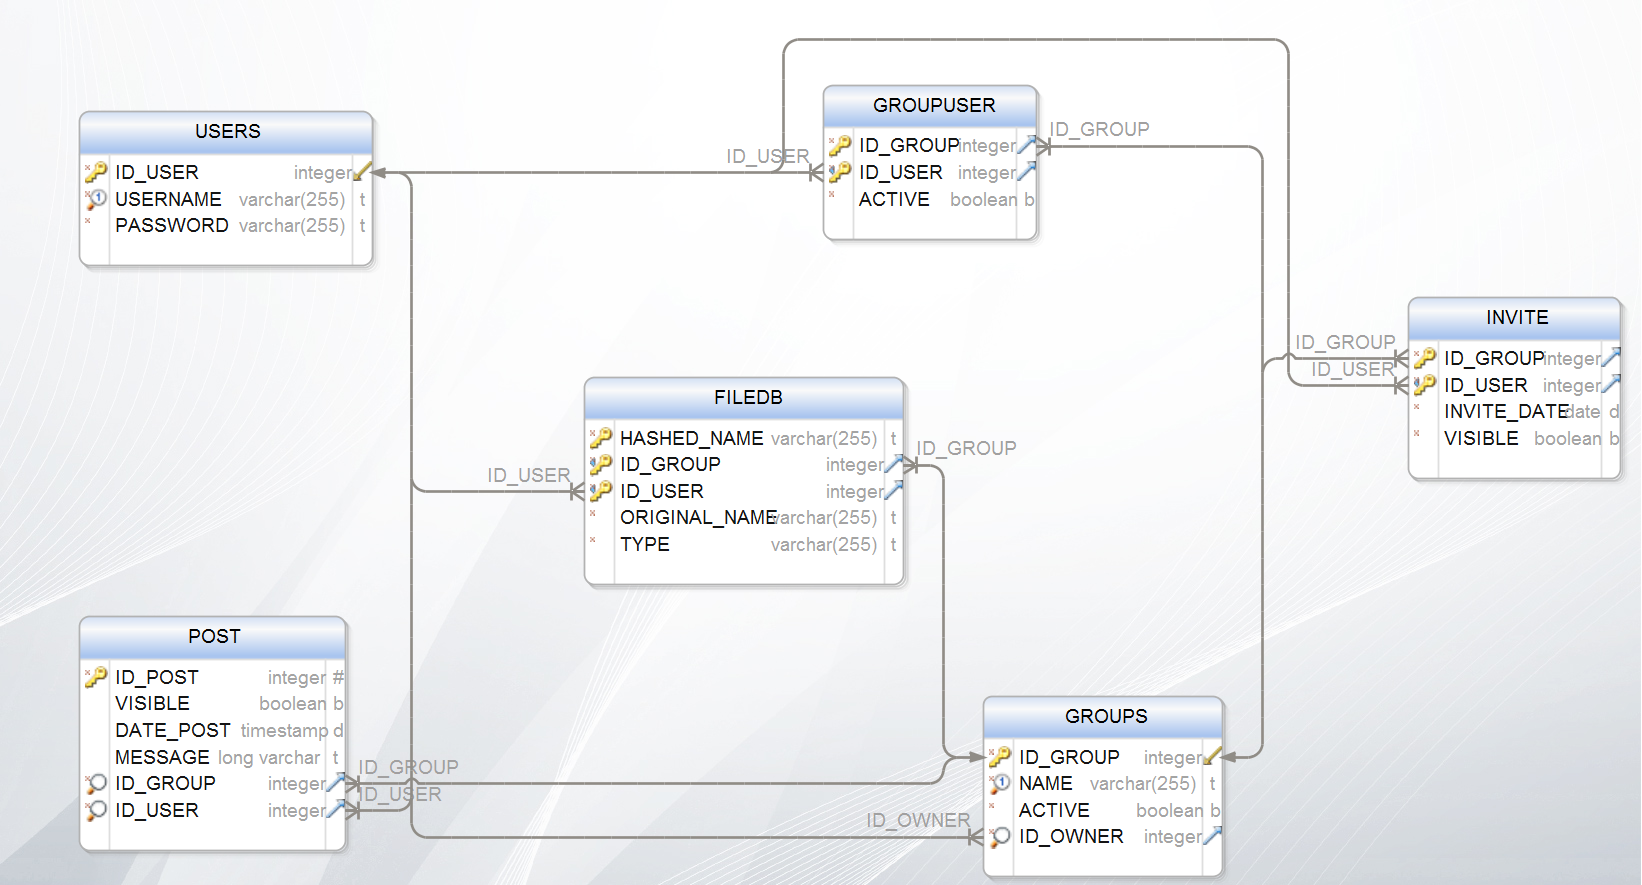 USERS
ID_USER integer
USERNAME varchar(255) t
PASSWORD varchar(255) t
ID_USER
GROUPUSER
ID_GROUP integer
ID_USER integer
ACTIVE boolean b
ID_GROUP
INVITE
ID_GROUP integer
ID_USER integer
INVITE_DATE date d
VISIBLE boolean b
ID_GROUP
ID_USER
FILEDB
HASHED_NAME varchar(255) t
ID_GROUP integer
ID_USER integer
ORIGINAL_NAME varchar(255) t
TYPE varchar(255) t
ID_GROUP
ID_USER
POST
ID_POST integer #
VISIBLE boolean b
DATE_POST timestamp d
MESSAGE long varchar t
ID_GROUP integer
ID_USER integer
ID_GROUP
ID_USER
GROUPS
ID_GROUP integer
NAME varchar(255) t
ACTIVE boolean b
ID_OWNER integer
ID_OWNER